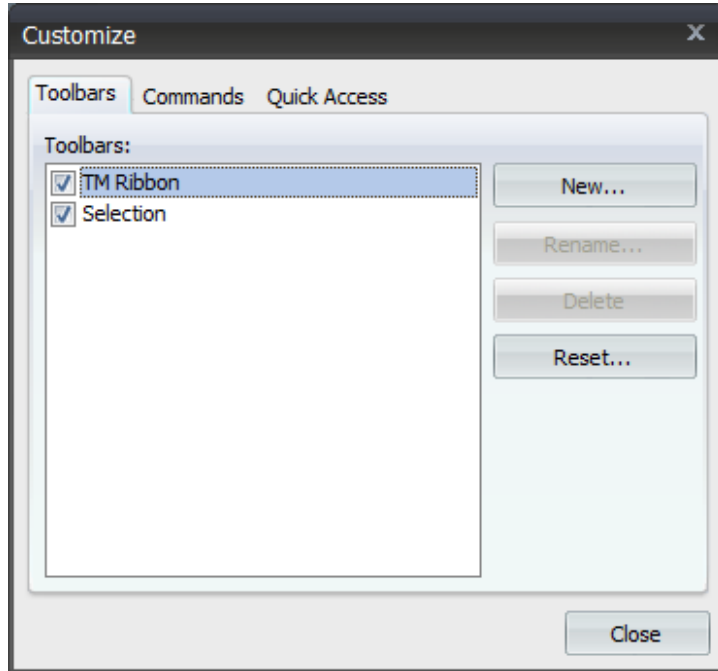 Customize
Toolbars Commands Quick Access
Toolbars:
TM Ribbon
Selection
New...
Rename...
Delete
Reset...
Close